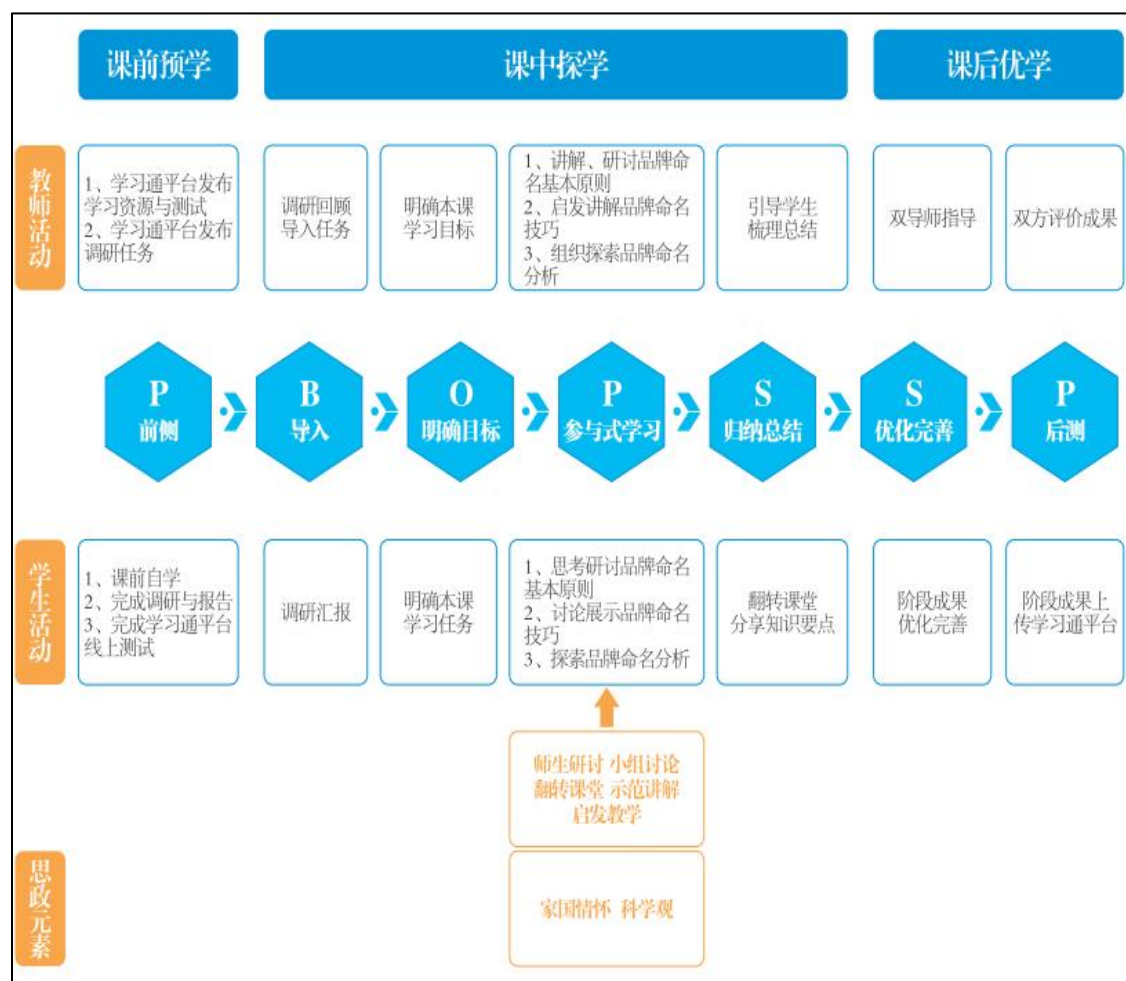 课前预学
课中探学
课后优学
教师活动
1、学习通平台发布
学习资源与测试
2、学习通平台发布
调研任务
调研回顾
导入任务
明确本课
学习目标
1、讲解、研讨品牌命
名基本原则
2、启发讲解品牌命名
技巧
3、组织探索品牌命名
分析
引导学生
梳理总结
双导师指导
双方评价成果
P
前侧
B
导入
O
明确目标
P
参与式学习
S
归纳总结
S
优化完善
P
后测
学生活动
1、课前自学
2、完成调研与报告
3、完成学习通平台
线上测试
调研汇报
明确本课
学习任务
1、思考研讨品牌命名
基本原则
2、讨论展示品牌命名
技巧
3、探索品牌命名分析
翻转课堂
分享知识要点
阶段成果
优化完善
阶段成果上
传学习通平台
师生研讨 小组讨论
翻转课堂 示范讲解
启发教学
思政元素
家国情怀 科学观